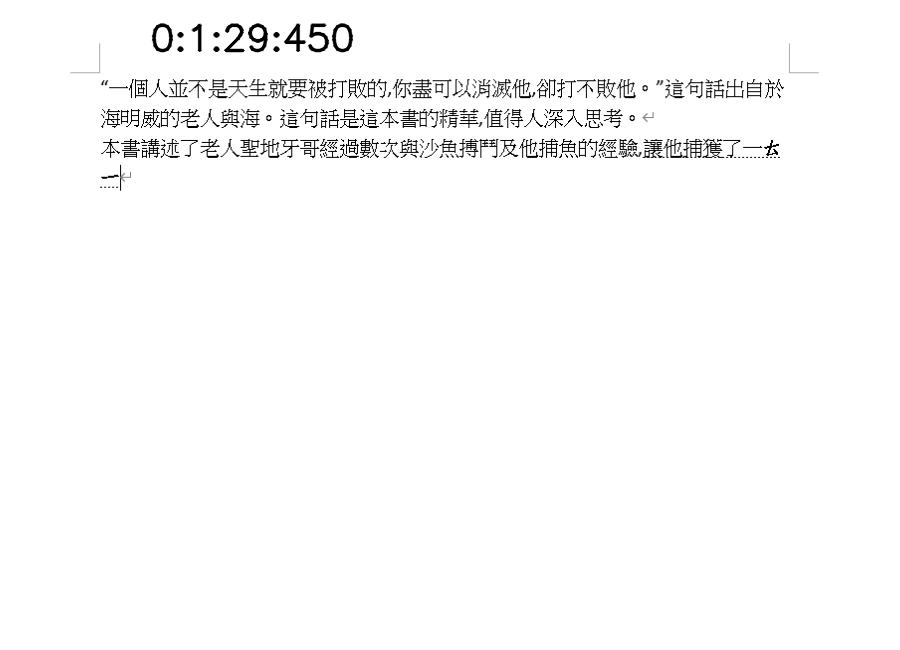 0:1:29:450
“一個人並不是天生就要被打敗的,你盡可以消滅他,卻打不敗他。”這句話出自於
海明威的老人與海。這句話是這本書的精華,值得人深入思考。
本書講述了老人聖地牙哥經過數次與沙魚搏鬥及他捕魚的經驗,讓他捕獲了一ㄊ
ㄧ